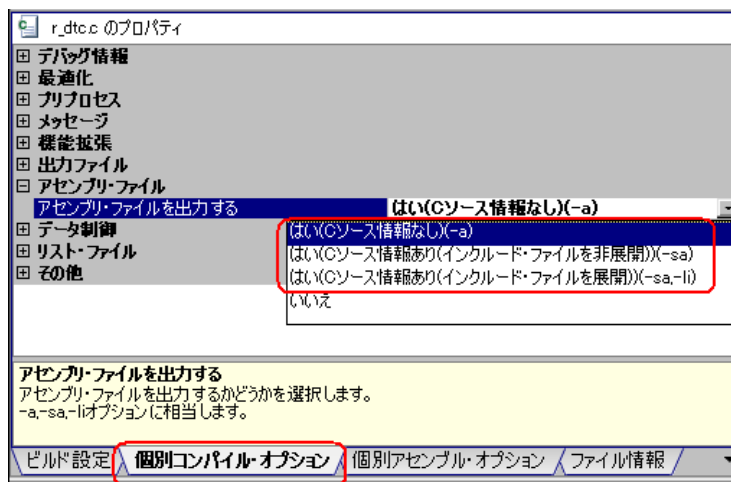 r_dtc.c のプロパティ
デバッグ情報
最適化
プリプロセス
メッセージ
機能拡張
出力ファイル
アセンブリ・ファイル
アセンブリ・ファイルを出力する はい(Cソース情報なし)(-a)
データ制御 はい(Cソース情報なし)(-a)
はい(Cソース情報あり(インクルード・ファイルを非展開))(-sa)
リスト・ファイル
はい(Cソース情報あり(インクルード・ファイルを展開))(-sa,-li)
その他
いいえ
アセンブリ・ファイルを出力する
アセンブリ・ファイルを出力するかどうかを選択します。
-a,-sa,-liオプションに相当します。
ビルド設定 個別コンパイル・オプション 個別アセンブル・オプション ファイル情報